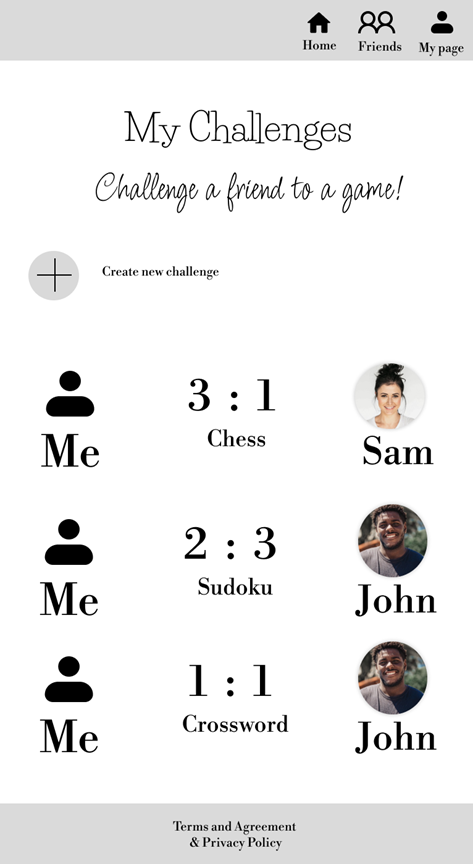 Home Friends My page
My Challenges
Challenge a friend to a game!
Create new challenge
3 : 1
Chess
Me Sam
2 : 3
Sudoku
Me John
1 : 1
Crossword
Me John
Terms and Agreement
& Privacy Policy